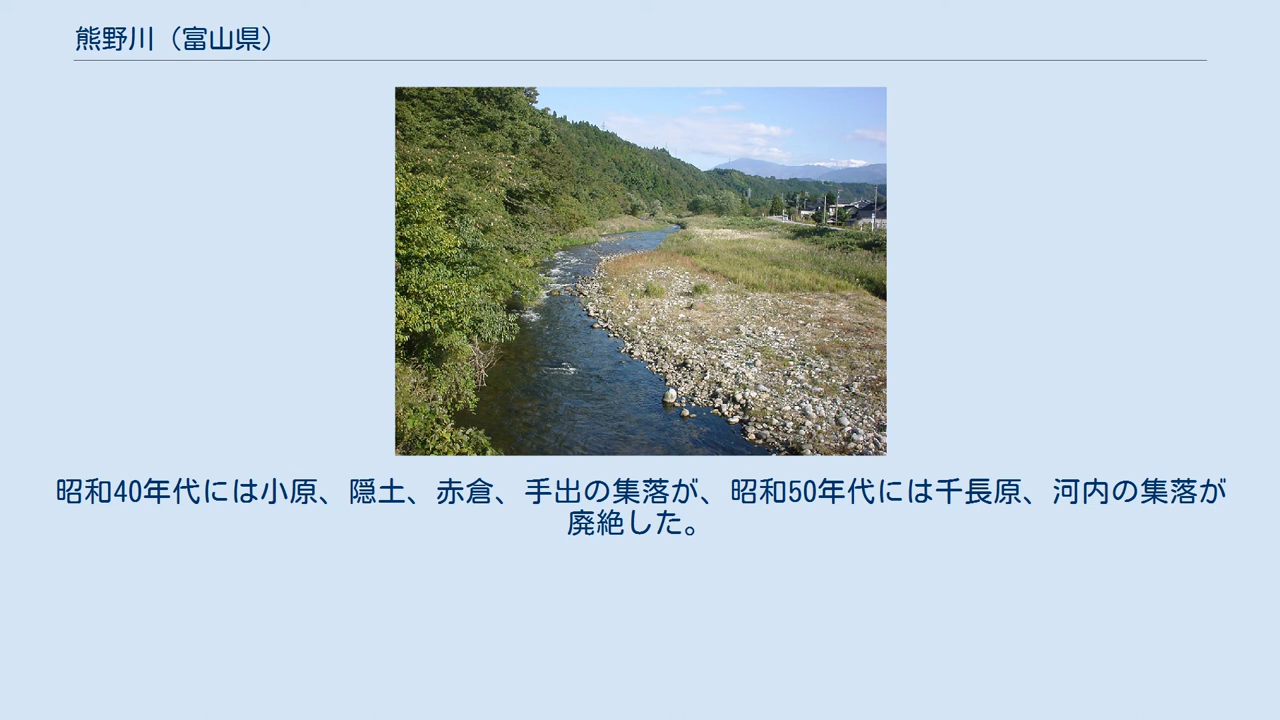 熊野川（富山県）
昭和40年代には小原、隠土、赤倉、手出の集落が、昭和50年代には千長原、河内の集落が
廃絶した。